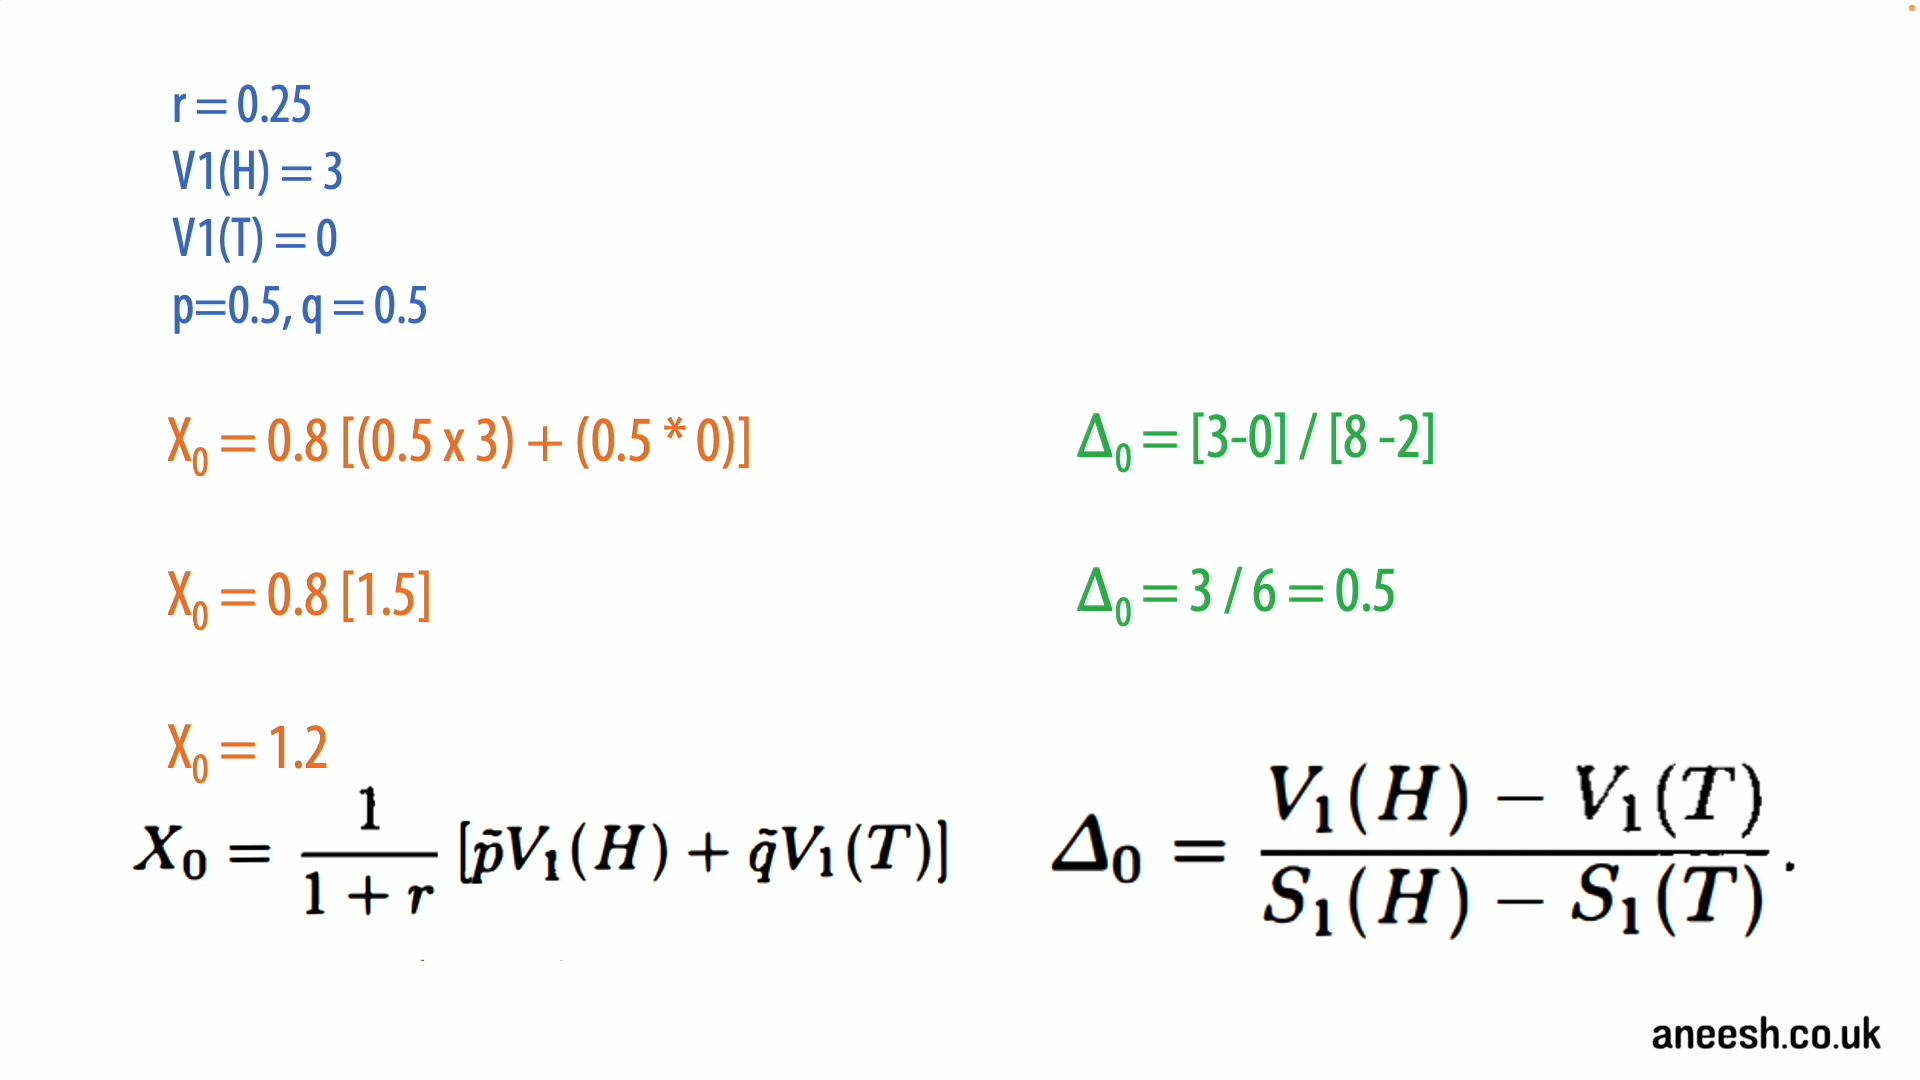 r = 0.25
V1(H) = 3
V1(T) = 0
p=0.5, q = 0.5
X₀ = 0.8 [(0.5 x 3) + (0.5 * 0)]
X₀ = 0.8 [1.5]
X₀ = 1.2
X₀ = 1 / (1 + r) [p̃V₁(H) + q̃V₁(T)]
Δ₀ = [3-0] / [8 -2]
Δ₀ = 3 / 6 = 0.5
Δ₀ = (V₁(H) − V₁(T)) / (S₁(H) − S₁(T)).
aneesh.co.uk